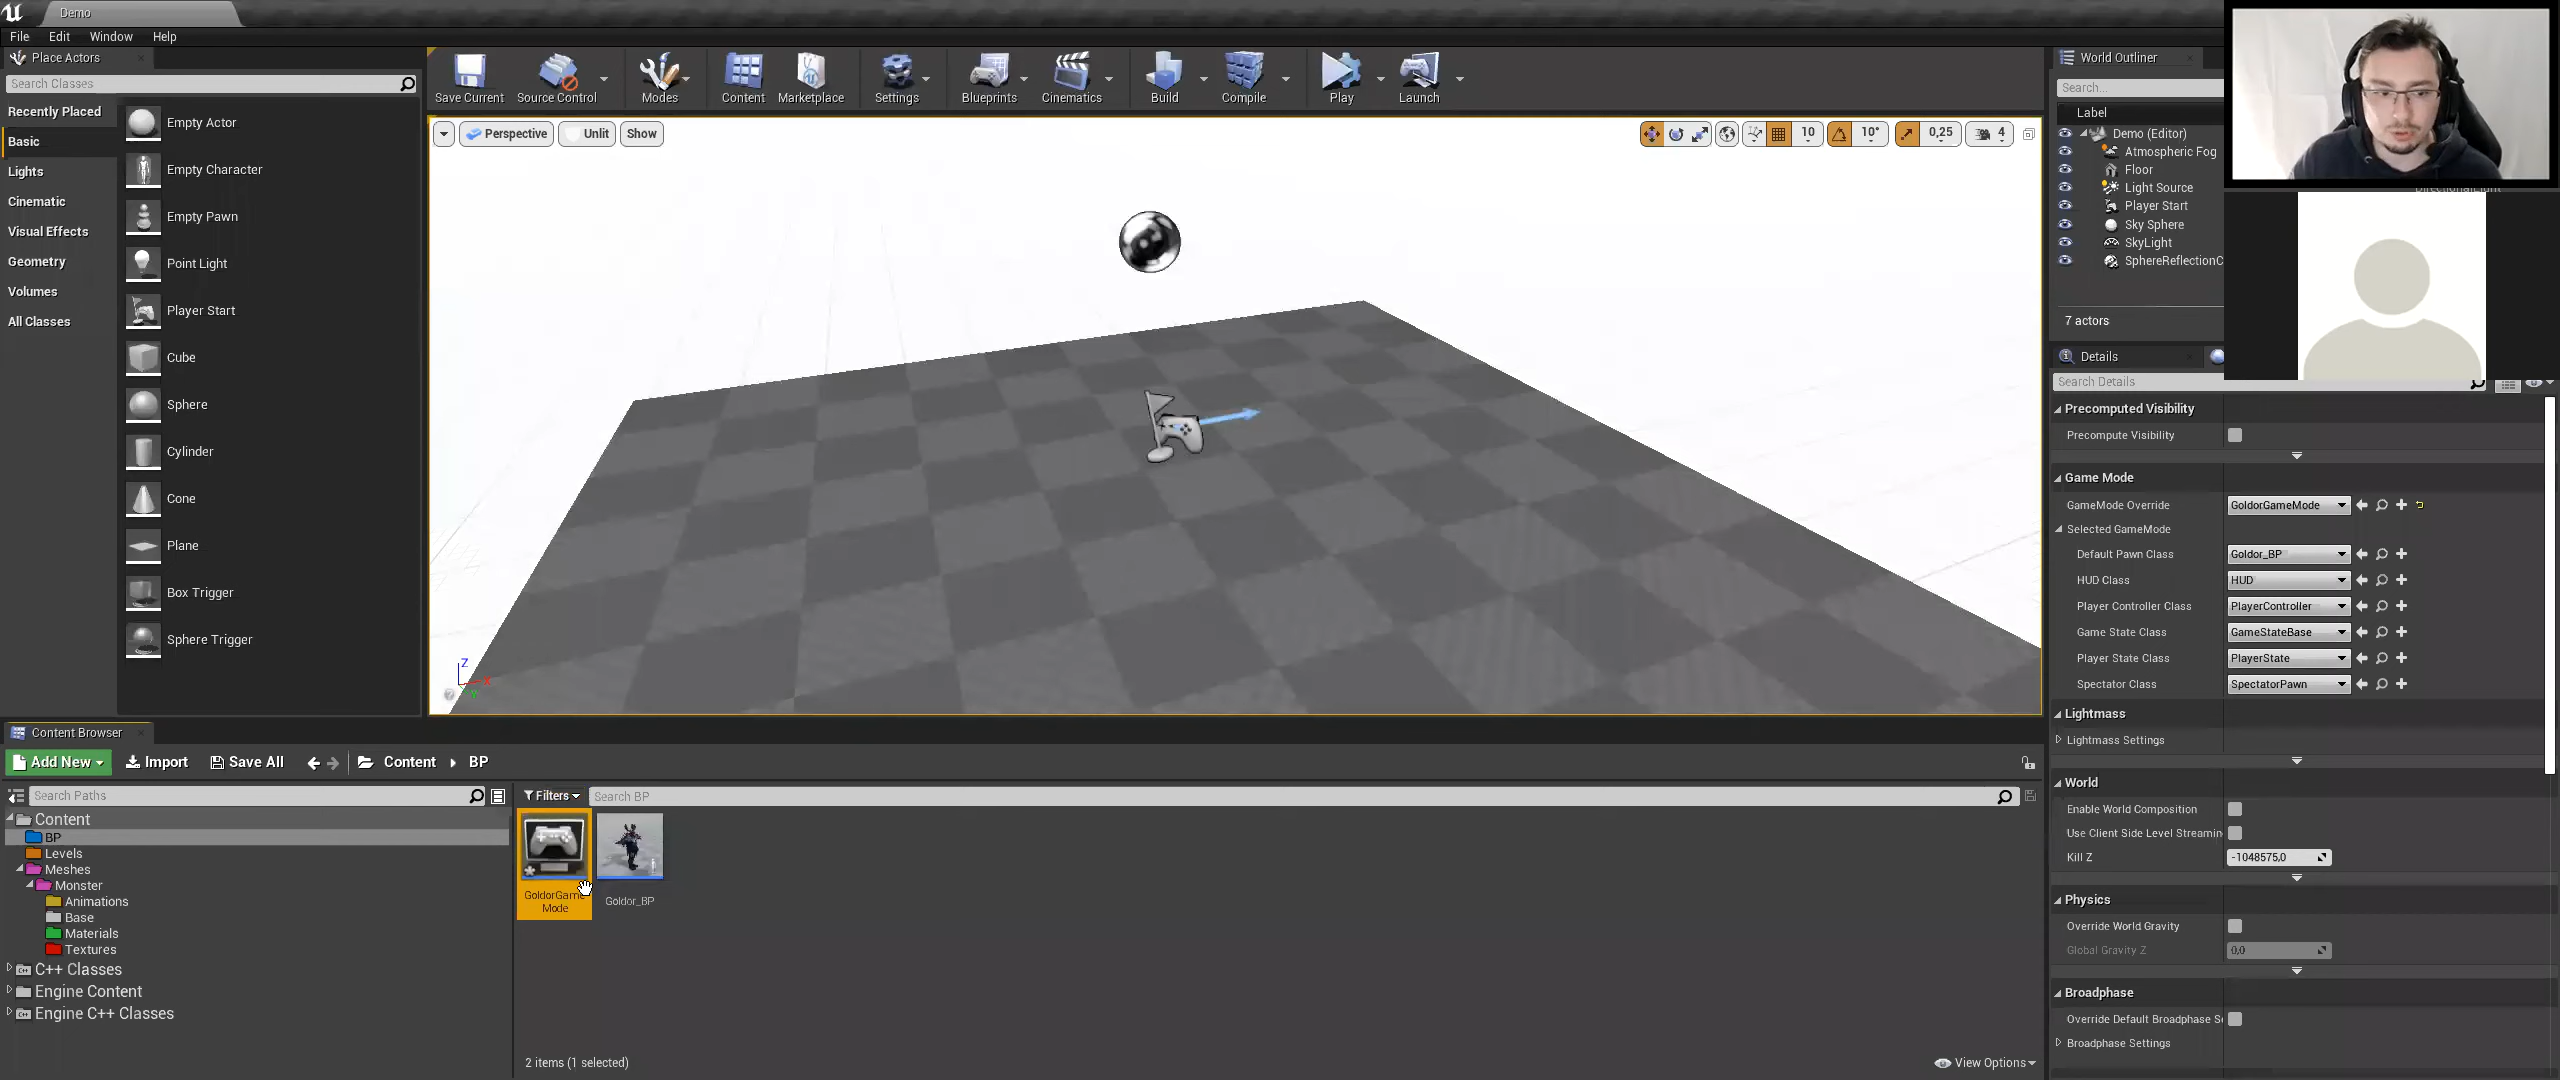 Demo
File Edit Window Help
Place Actors
Search Classes
Recently Placed
Basic
Lights
Cinematic
Visual Effects
Geometry
Volumes
All Classes
Empty Actor
Empty Character
Empty Pawn
Point Light
Player Start
Cube
Sphere
Cylinder
Cone
Plane
Box Trigger
Sphere Trigger
Save Current Source Control Modes Content Marketplace Settings Blueprints Cinematics Build Compile Play Launch
Perspective Unlit Show
10 10° 0,25 4
Z
X
Y
World Outliner
Search...
Label
Demo (Editor)
Atmospheric Fog
Floor
Light Source
Player Start
Sky Sphere
SkyLight
SphereReflectionC
7 actors
Details
Search Details
Precomputed Visibility
Precompute Visibility
Game Mode
GameMode Override GoldorGameMode
Selected GameMode
Default Pawn Class Goldor_BP
HUD Class HUD
Player Controller Class PlayerController
Game State Class GameStateBase
Player State Class PlayerState
Spectator Class SpectatorPawn
Lightmass
Lightmass Settings
World
Enable World Composition
Use Client Side Level Streamin
Kill Z -1048575,0
Physics
Override World Gravity
Global Gravity Z 0,0
Broadphase
Override Default Broadphase Se
Broadphase Settings
Content Browser
Add New Import Save All Content BP
Search Paths
Filters Search BP
Content
BP
Levels
Meshes
Monster
Animations
Base
Materials
Textures
C++ Classes
Engine Content
Engine C++ Classes
GoldorGame
Mode
Goldor_BP
2 items (1 selected)
View Options